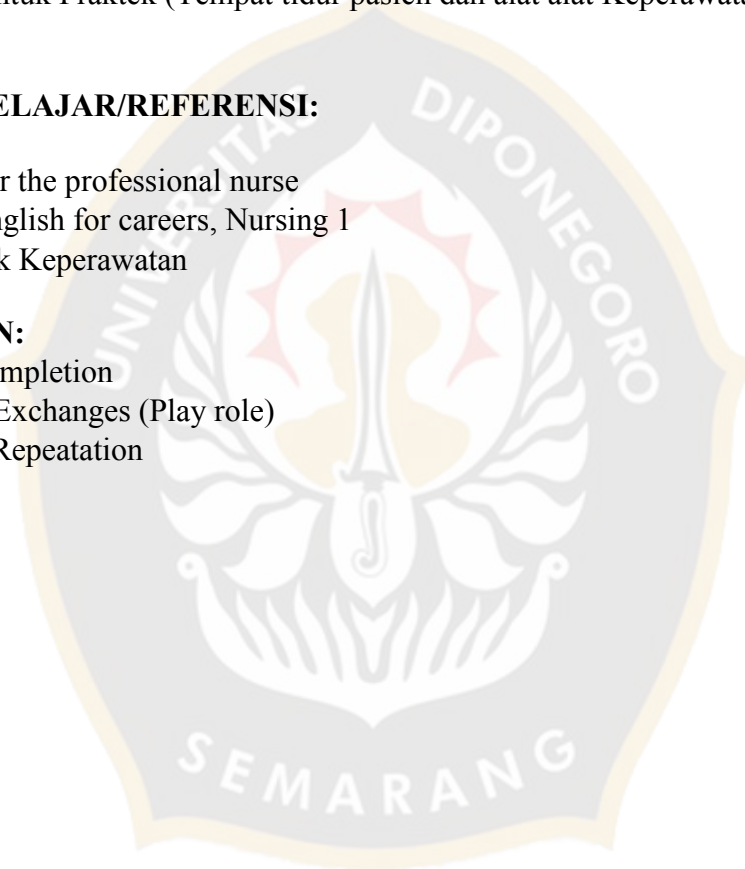 ntuk Praktek (Tempat tidur pasien dan alat alat Keperawata
ELAJAR/REFERENSI:
r the professional nurse
nglish for careers, Nursing 1
k Keperawatan
N:
mpletion
Exchanges (Play role)
Repeatation
UNIVERSITAS DIPONEGORO
SEMARANG